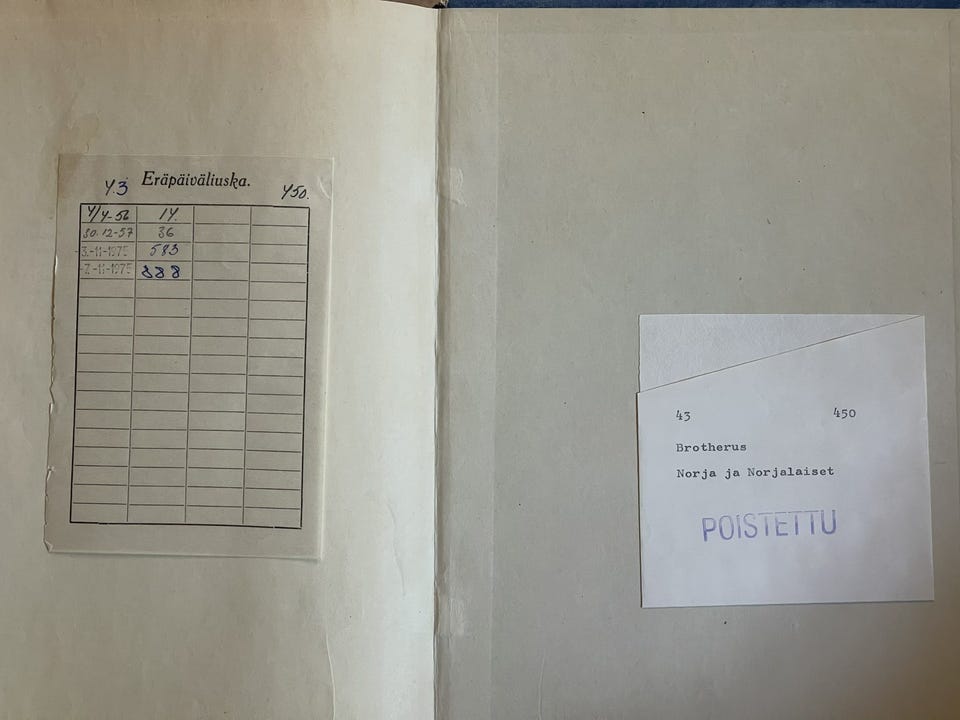 43 Eräpäiväliuska. 450.
4/4-56 14.
30.12-57 36
-3.-11-1975 583
-7.-11-1975 888
43 450
Brotherus
Norja ja Norjalaiset
POISTETTU